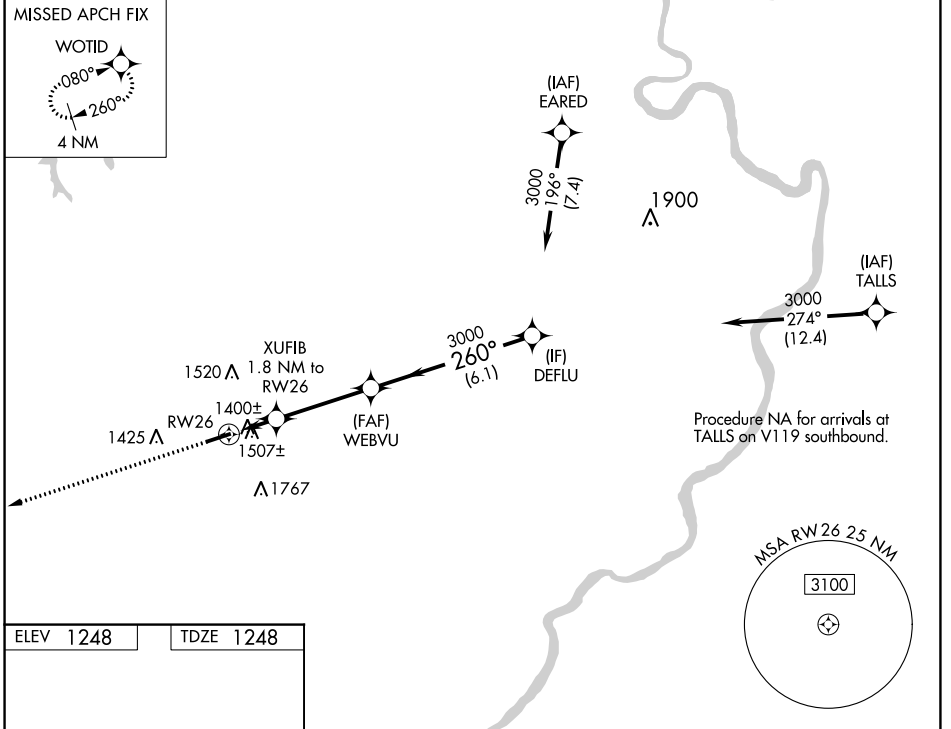 MISSED APCH FIX
WOTID
080°
260°
4 NM
(IAF)
EARED
3000
196°
(7.4)
1900
(IAF)
TALLS
3000
274°
(12.4)
3000
260°
(6.1)
(IF)
DEFLU
XUFIB
1.8 NM to
RW26
1520
1400±
RW26
1425
1507±
(FAF)
WEBVU
1767
Procedure NA for arrivals at
TALLS on V119 southbound.
MSA RW26 25 NM
3100
ELEV 1248
TDZE 1248